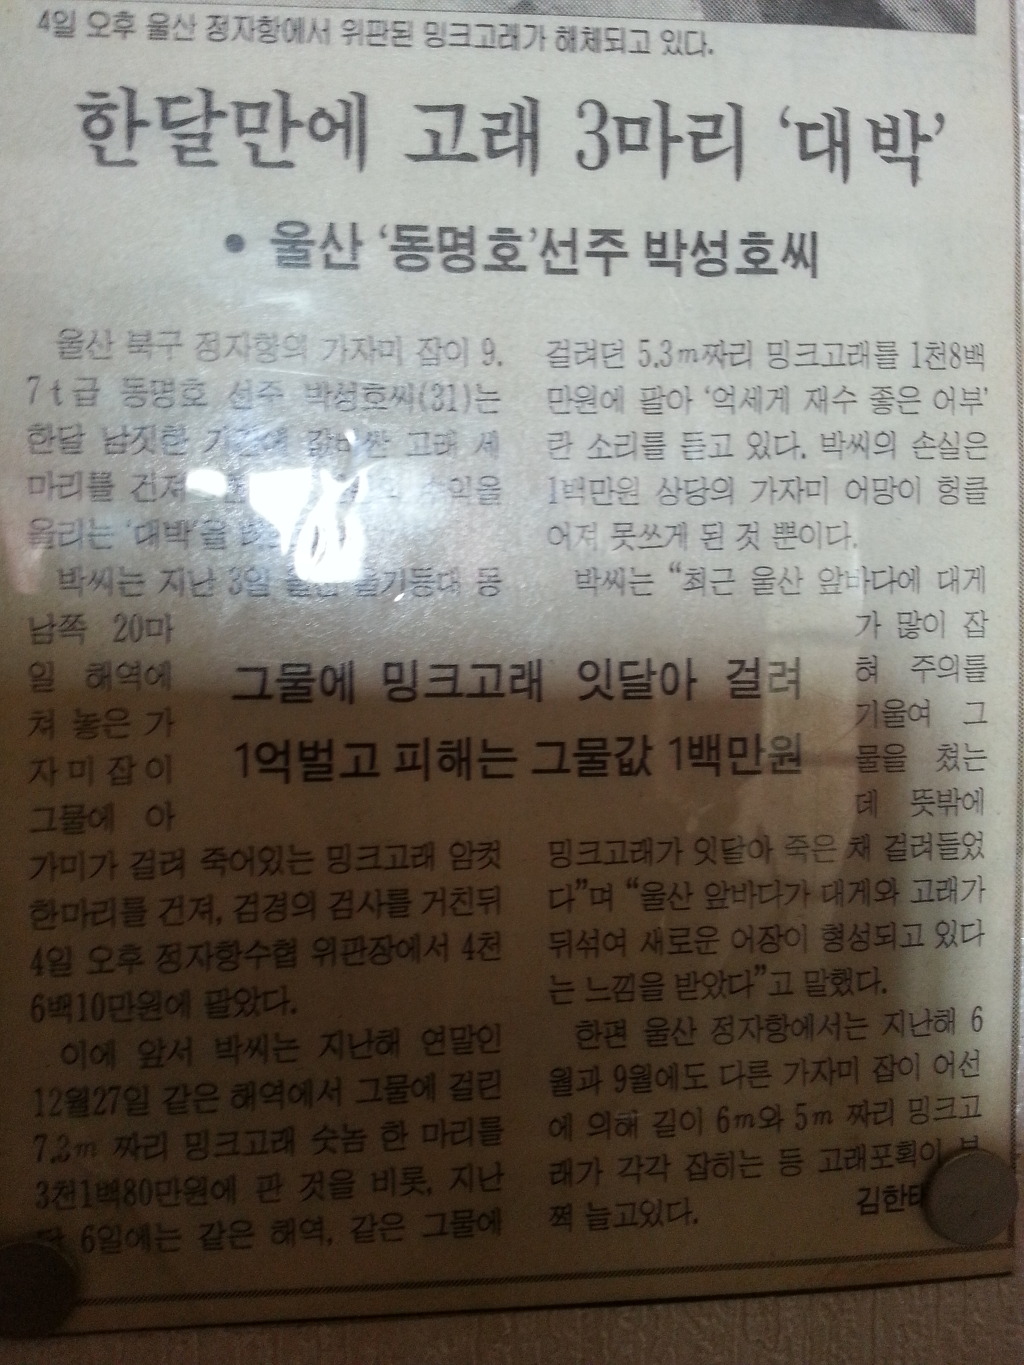 4일 오후 울산 정자항에서 위판된 밍크고래가 해체되고 있다.
한달만에 고래 3마리 ‘대박’
• 울산 ‘동명호’선주 박성호씨
울산 북구 정자항의 가자미 잡이 9.
7t급 동명호 선주 박성호씨(31)는
한달 남짓한 값비싼 고래 세
마리를 건져 수익을
올리는 ‘대박’을
박씨는 지난 3일 울산 울기등대 동
남쪽 20마
일 해역에
쳐 놓은 가
자미잡이
그물에 아
가미가 걸려 죽어있는 밍크고래 암컷
한마리를 건져, 검경의 검사를 거친뒤
4일 오후 정자항수협 위판장에서 4천
6백10만원에 팔았다.
이에 앞서 박씨는 지난해 연말인
12월27일 같은 해역에서 그물에 걸린
짜리 밍크고래 숫놈 한 마리를
3천1백80만원에 판 것을 비롯, 지난
6일에는 같은 해역, 같은 그물에
그물에 밍크고래 잇달아 걸려
1억벌고 피해는 그물값 1백만원
걸려던 5.3m짜리 밍크고래를 1천8백
만원에 팔아 ‘억세게 재수 좋은 어부’
란 소리를 듣고 있다. 박씨의 손실은
1백만원 상당의 가자미 어망이 헝클
어져 못쓰게 된 것 뿐이다.
박씨는 “최근 울산 앞바다에 대게
가 많이 잡
혀 주의를
기울여 그
물을 쳤는
데 뜻밖에
밍크고래가 잇달아 죽은 채 걸려들었
다”며 “울산 앞바다가 대게와 고래가
뒤섞여 새로운 어장이 형성되고 있다
는 느낌을 받았다”고 말했다.
한편 울산 정자항에서는 지난해 6
월과 9월에도 다른 가자미 잡이 어선
에 의해 길이 6m와 5m 짜리 밍크고
래가 각각 잡히는 등 고래포획이
쩍 늘고있다.